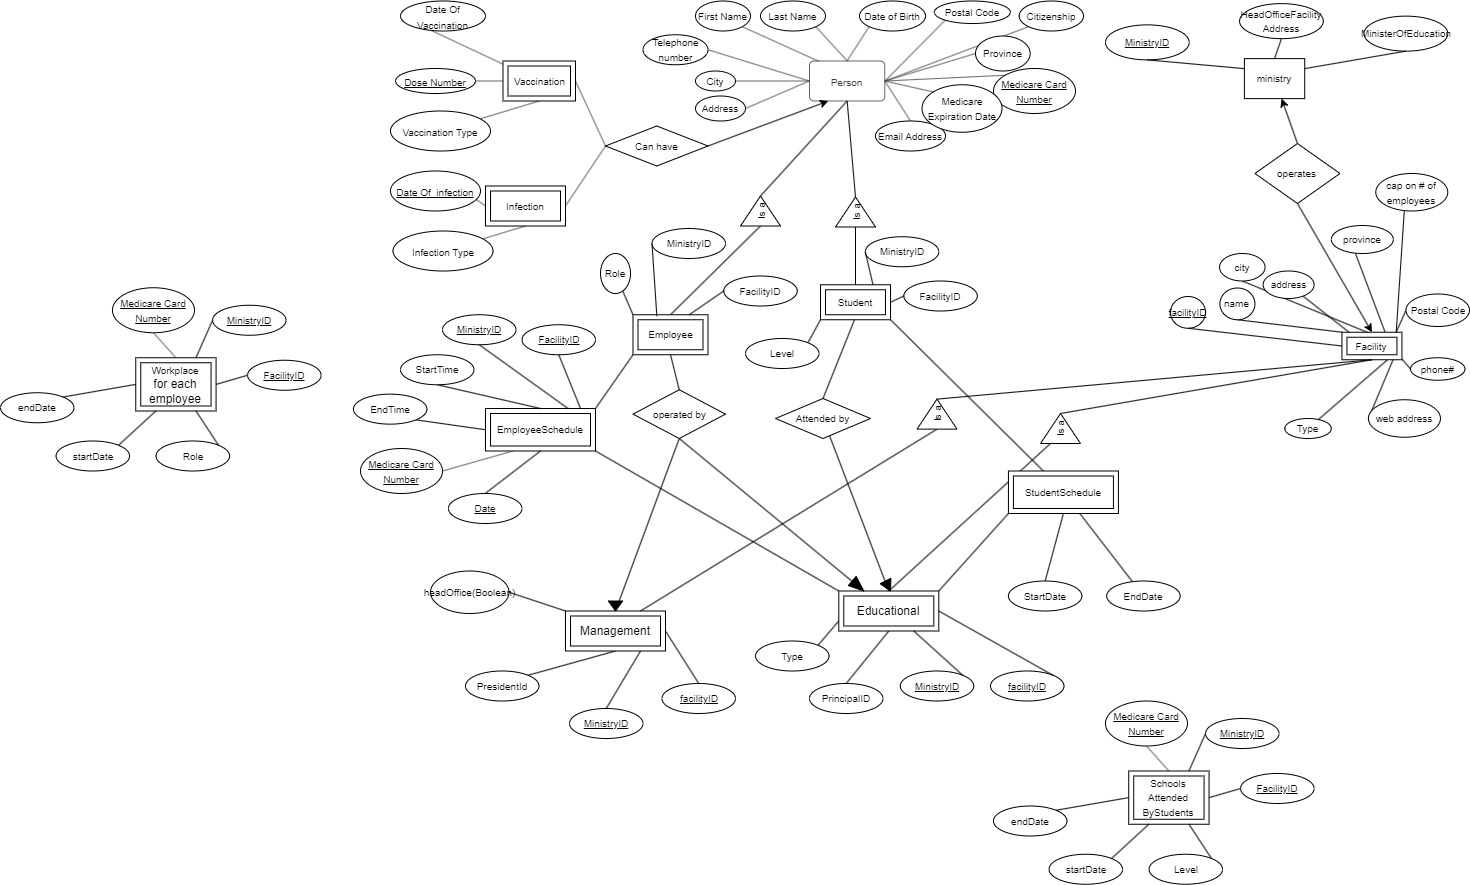 Date Of
Vaccination
Dose Number
Vaccination Type
Vaccination
Date Of  infection
Infection Type
Infection
Can have
First Name
Last Name
Date of Birth
Postal Code
Citizenship
Telephone
number
Province
City
Person
Medicare Card
Number
Address
Medicare
Expiration Date
Email Address
HeadOfficeFacility
Address
MinistryID
MinisterOfEducation
ministry
operates
cap on # of
employees
province
city
address
name
facilityID
Postal Code
Facility
phone#
web address
Type
Is a
Is a
Role
MinistryID
FacilityID
Employee
MinistryID
FacilityID
Student
Level
Medicare Card
Number
MinistryID
Workplace
for each
employee
FacilityID
endDate
startDate
Role
MinistryID
FacilityID
StartTime
EndTime
EmployeeSchedule
Medicare Card
Number
Date
operated by
Attended by
Is a
Is a
StudentSchedule
StartDate
EndDate
headOffice(Boolean)
Management
PresidentId
MinistryID
facilityID
Educational
Type
PrincipalID
MinistryID
facilityID
Medicare Card
Number
MinistryID
Schools
Attended
ByStudents
FacilityID
endDate
startDate
Level